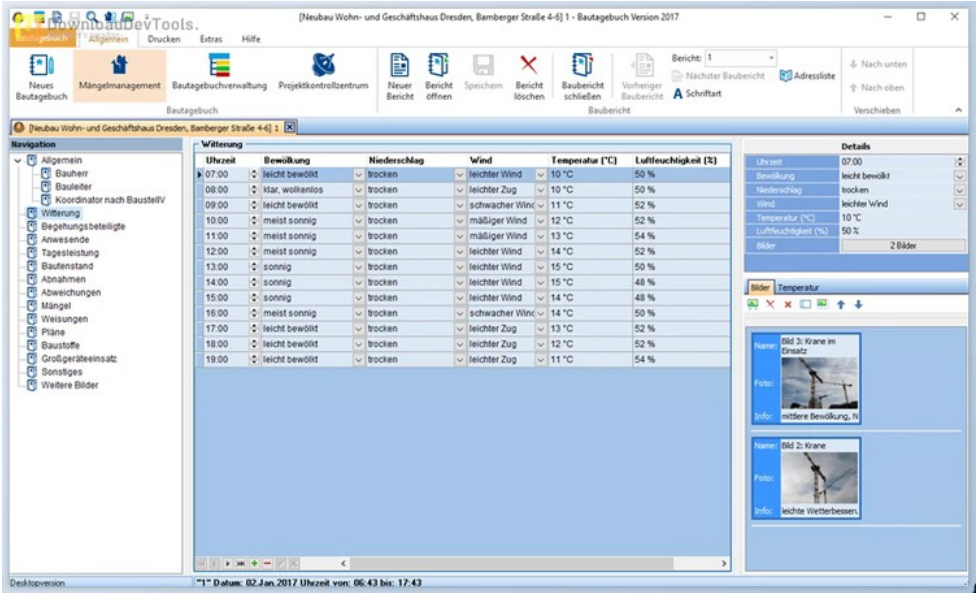 [Neubau Wohn- und Geschäftshaus Dresden, Bamberger Straße 4-6] 1 - Bautagebuch Version 2017
DownloadDevTools.
Bautagebuch Allgemein Drucken Extras Hilfe
Neues Bautagebuch
Mängelmanagement
Bautagebuchverwaltung
Projektkontrollzentrum
Neuer Bericht
Bericht öffnen
Speichern
Bericht löschen
Baubericht schließen
Vorheriger Baubericht
Bericht: 1
Nächster Baubericht
Schriftart
Adressliste
Nach unten
Nach oben
Bautagebuch Baubericht Verschieben
[Neubau Wohn- und Geschäftshaus Dresden, Bamberger Straße 4-6] 1
Navigation
Allgemein
Bauherr
Bauleiter
Koordinator nach BaustellV
Witterung
Begehungsbeteiligte
Anwesende
Tagesleistung
Bautenstand
Abnahmen
Abweichungen
Mängel
Weisungen
Pläne
Baustoffe
Großgeräteeinsatz
Sonstiges
Weitere Bilder
Witterung
Uhrzeit Bewölkung Niederschlag Wind Temperatur (°C) Luftfeuchtigkeit (%)
07:00 leicht bewölkt trocken leichter Wind 10 °C 50 %
08:00 klar, wolkenlos trocken leichter Zug 10 °C 50 %
09:00 leicht bewölkt trocken schwacher Wind 11 °C 52 %
10:00 meist sonnig trocken mäßiger Wind 12 °C 52 %
11:00 meist sonnig trocken mäßiger Wind 13 °C 54 %
12:00 meist sonnig trocken leichter Wind 14 °C 52 %
13:00 sonnig trocken leichter Wind 15 °C 50 %
14:00 sonnig trocken leichter Wind 15 °C 48 %
15:00 sonnig trocken leichter Wind 14 °C 48 %
16:00 meist sonnig trocken schwacher Wind 14 °C 50 %
17:00 leicht bewölkt trocken leichter Zug 13 °C 52 %
18:00 leicht bewölkt trocken leichter Zug 12 °C 52 %
19:00 leicht bewölkt trocken leichter Zug 11 °C 54 %
Details
Uhrzeit 07:00
Bewölkung leicht bewölkt
Niederschlag trocken
Wind leichter Wind
Temperatur (°C) 10 °C
Luftfeuchtigkeit (%) 50 %
Bilder 2 Bilder
Bilder Temperatur
Name: Bild 3: Krane im Einsatz
Foto:
Info: mittlere Bewölkung, N
Name: Bild 2: Krane
Foto:
Info: leichte Wetterbesserun
Desktopversion
"1" Datum: 02.Jan.2017 Uhrzeit von: 06:43 bis: 17:43